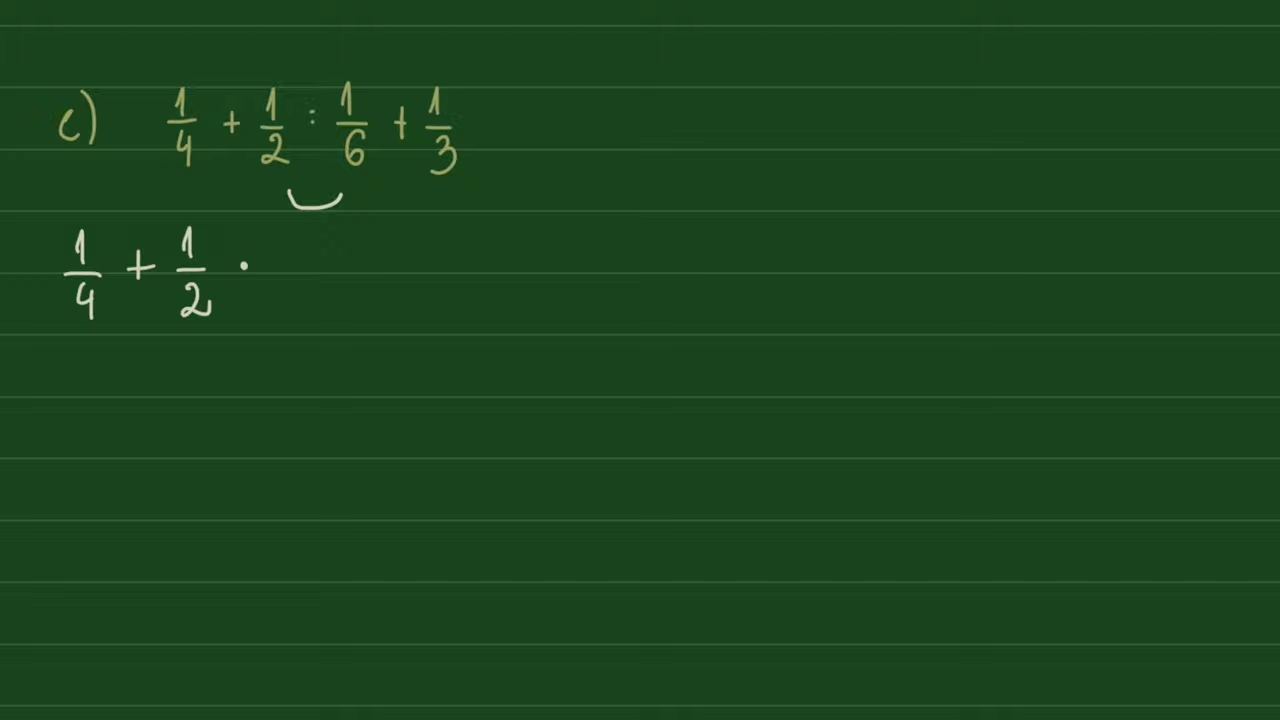 c) 1/4 + 1/2 : 1/6 + 1/3
1/4 + 1/2 ·